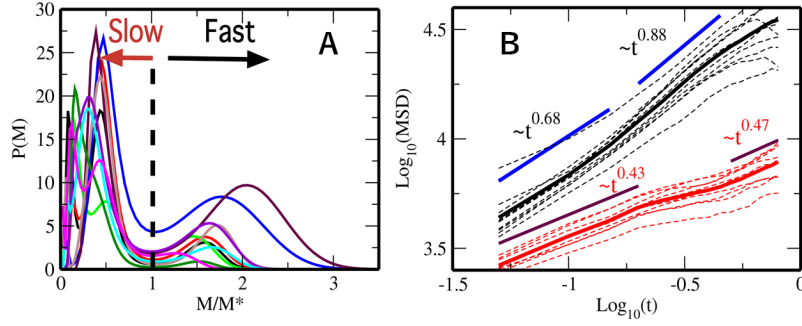 Slow
Fast
A
P(M)
30
25
20
15
10
5
0
0
1
2
3
M/M*
B
Log10(MSD)
4.5
4
3.5
~t^0.88
~t^0.68
~t^0.47
~t^0.43
-1.5
-1
-0.5
0
Log10(t)